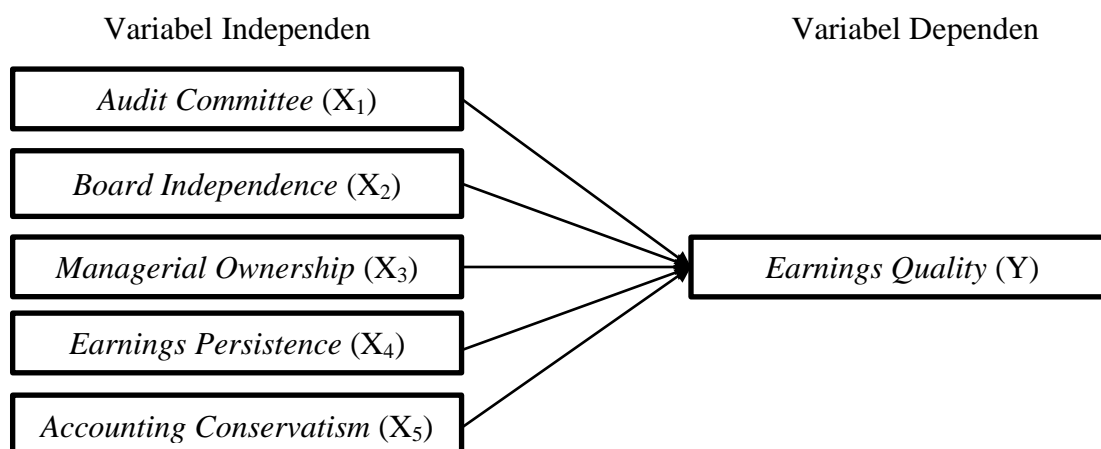 Variabel Independen
Variabel Dependen
Audit Committee (X₁)
Board Independence (X₂)
Managerial Ownership (X₃)
Earnings Quality (Y)
Earnings Persistence (X₄)
Accounting Conservatism (X₅)